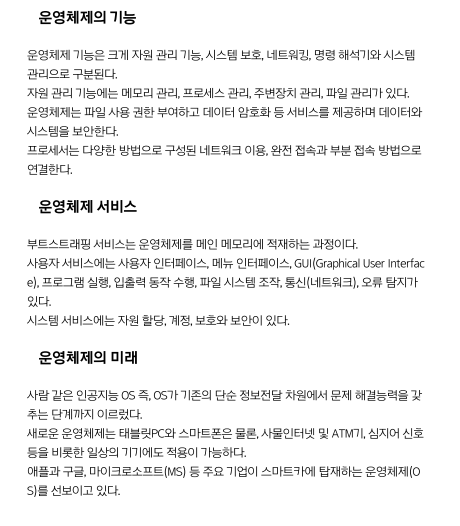 운영체제의 기능
운영체제 기능은 크게 자원 관리 기능, 시스템 보호, 네트워킹, 명령 해석기와 시스템
관리으로 구분된다.
자원 관리 기능에는 메모리 관리, 프로세스 관리, 주변장치 관리, 파일 관리가 있다.
운영체제는 파일 사용 권한 부여하고 데이터 암호화 등 서비스를 제공하며 데이터와
시스템을 보안한다.
프로세서는 다양한 방법으로 구성된 네트워크 이용, 완전 접속과 부분 접속 방법으로
연결한다.
운영체제 서비스
부트스트래핑 서비스는 운영체제를 메인 메모리에 적재하는 과정이다.
사용자 서비스에는 사용자 인터페이스, 메뉴 인터페이스, GUI(Graphical User Interfac
e), 프로그램 실행, 입출력 동작 수행, 파일 시스템 조작, 통신(네트워크), 오류 탐지가
있다.
시스템 서비스에는 자원 할당, 계정, 보호와 보안이 있다.
운영체제의 미래
사람 같은 인공지능 OS 즉, OS가 기존의 단순 정보전달 차원에서 문제 해결능력을 갖
추는 단계까지 이르렀다.
새로운 운영체제는 태블릿PC와 스마트폰은 물론, 사물인터넷 및 ATM기, 심지어 신호
등을 비롯한 일상의 기기에도 적용이 가능하다.
애플과 구글, 마이크로소프트(MS) 등 주요 기업이 스마트카에 탑재하는 운영체제(O
S)를 선보이고 있다.